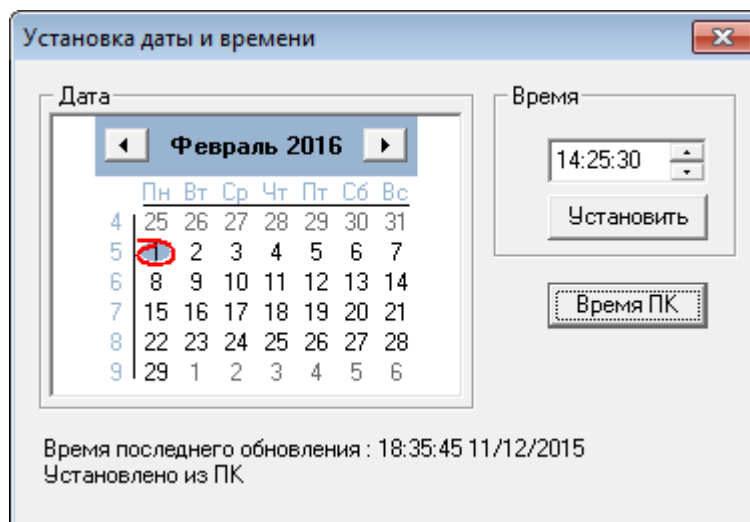 Установка даты и времени
Дата
Февраль 2016
Пн Вт Ср Чт Пт Сб Вс
4 25 26 27 28 29 30 31
5 1 2 3 4 5 6 7
6 8 9 10 11 12 13 14
7 15 16 17 18 19 20 21
8 22 23 24 25 26 27 28
9 29 1 2 3 4 5 6
Время
14:25:30
Установить
Время ПК
Время последнего обновления : 18:35:45 11/12/2015
Установлено из ПК